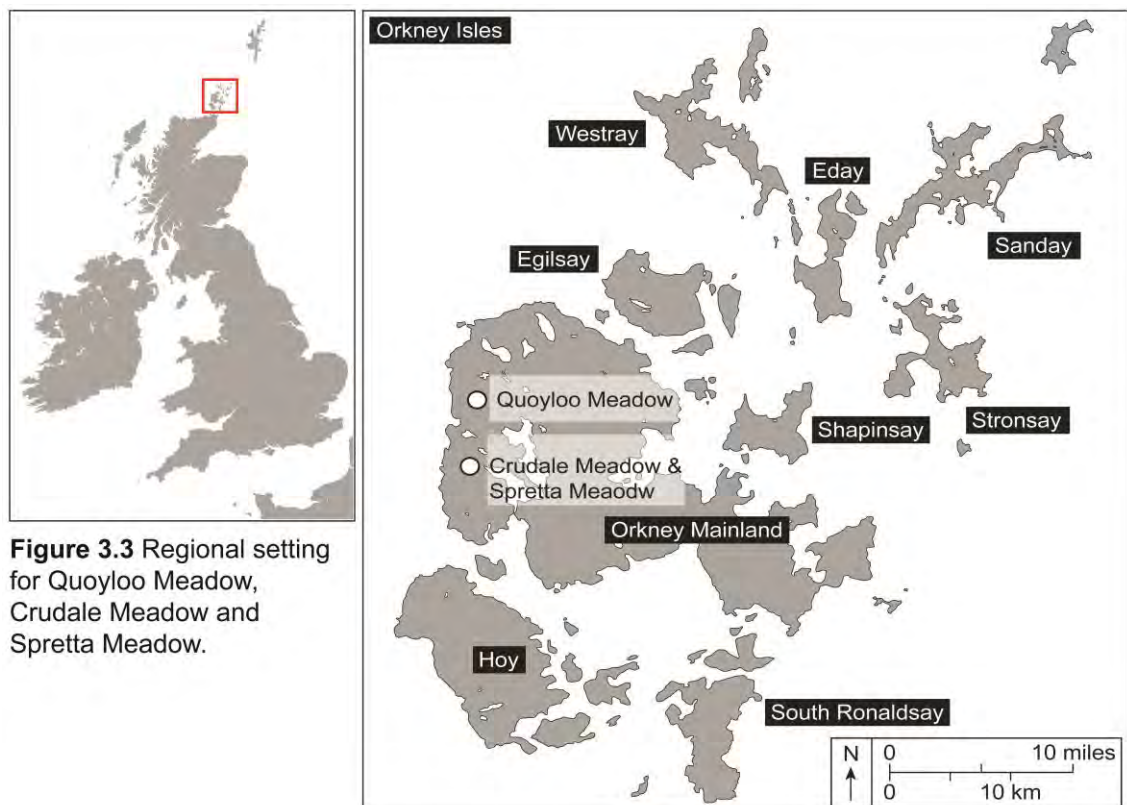 Orkney Isles
Westray
Eday
Sanday
Egilsay
Quoyloo Meadow
Shapinsay
Stronsay
Crudale Meadow &
Spretta Meaodw
Orkney Mainland
Hoy
South Ronaldsay
N
0 10 miles
0 10 km
Figure 3.3 Regional setting
for Quoyloo Meadow,
Crudale Meadow and
Spretta Meadow.